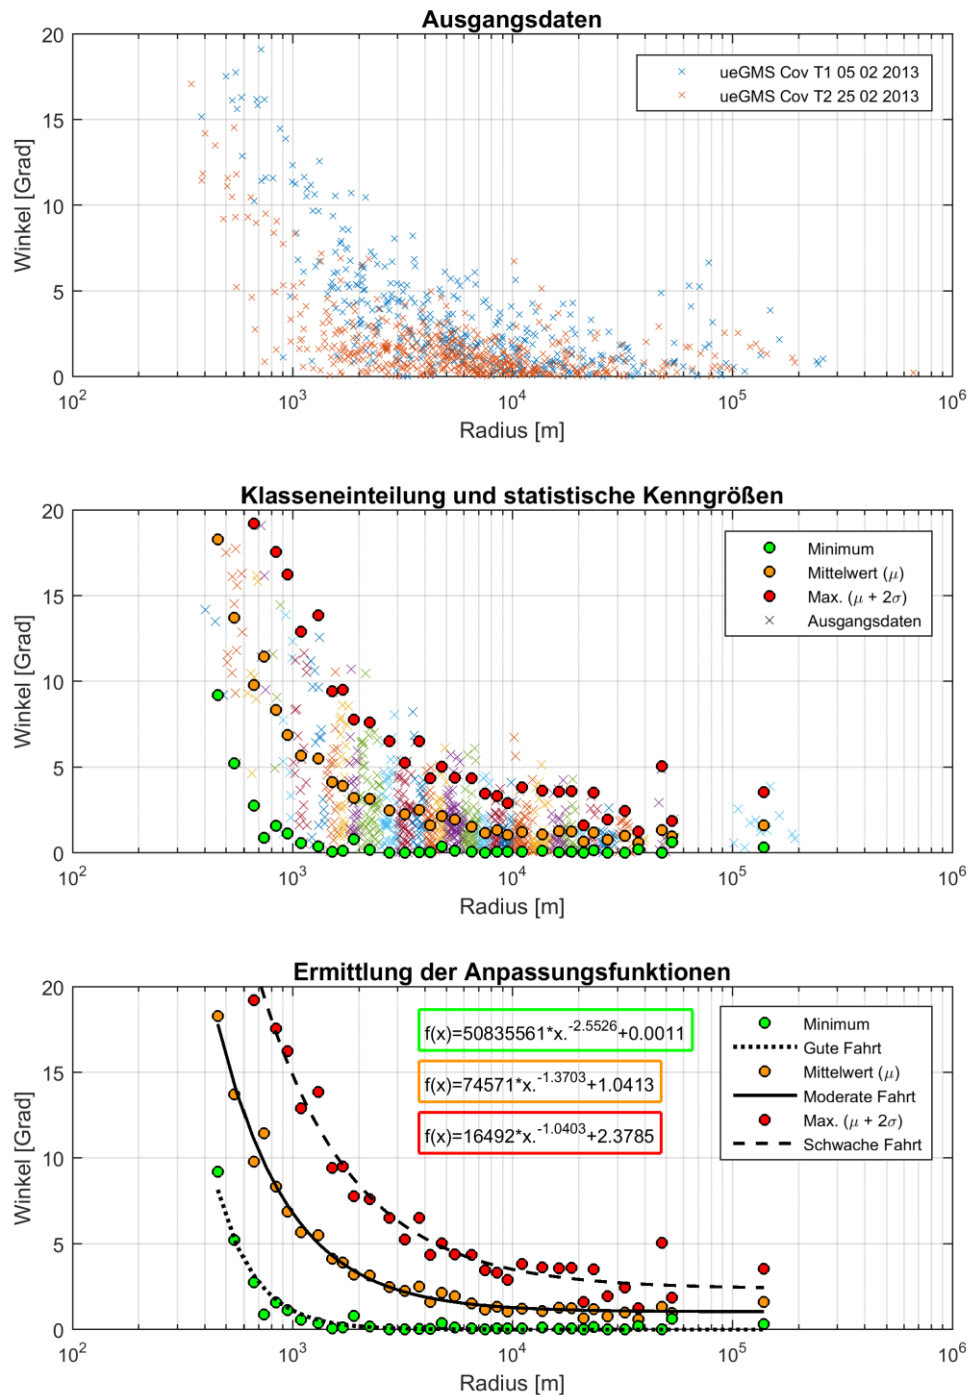 Ausgangsdaten
20
15
10
5
0
Winkel [Grad]
ueGMS Cov T1 05 02 2013
ueGMS Cov T2 25 02 2013
10^2 10^3 10^4 10^5 10^6
Radius [m]
Klasseneinteilung und statistische Kenngrößen
20
15
10
5
0
Winkel [Grad]
Minimum
Mittelwert (μ)
Max. (μ + 2σ)
Ausgangsdaten
10^2 10^3 10^4 10^5 10^6
Radius [m]
Ermittlung der Anpassungsfunktionen
20
15
10
5
0
Winkel [Grad]
f(x)=50835561*x.^-2.5526+0.0011
f(x)=74571*x.^-1.3703+1.0413
f(x)=16492*x.^-1.0403+2.3785
Minimum
Gute Fahrt
Mittelwert (μ)
Moderate Fahrt
Max. (μ + 2σ)
Schwache Fahrt
10^2 10^3 10^4 10^5 10^6
Radius [m]